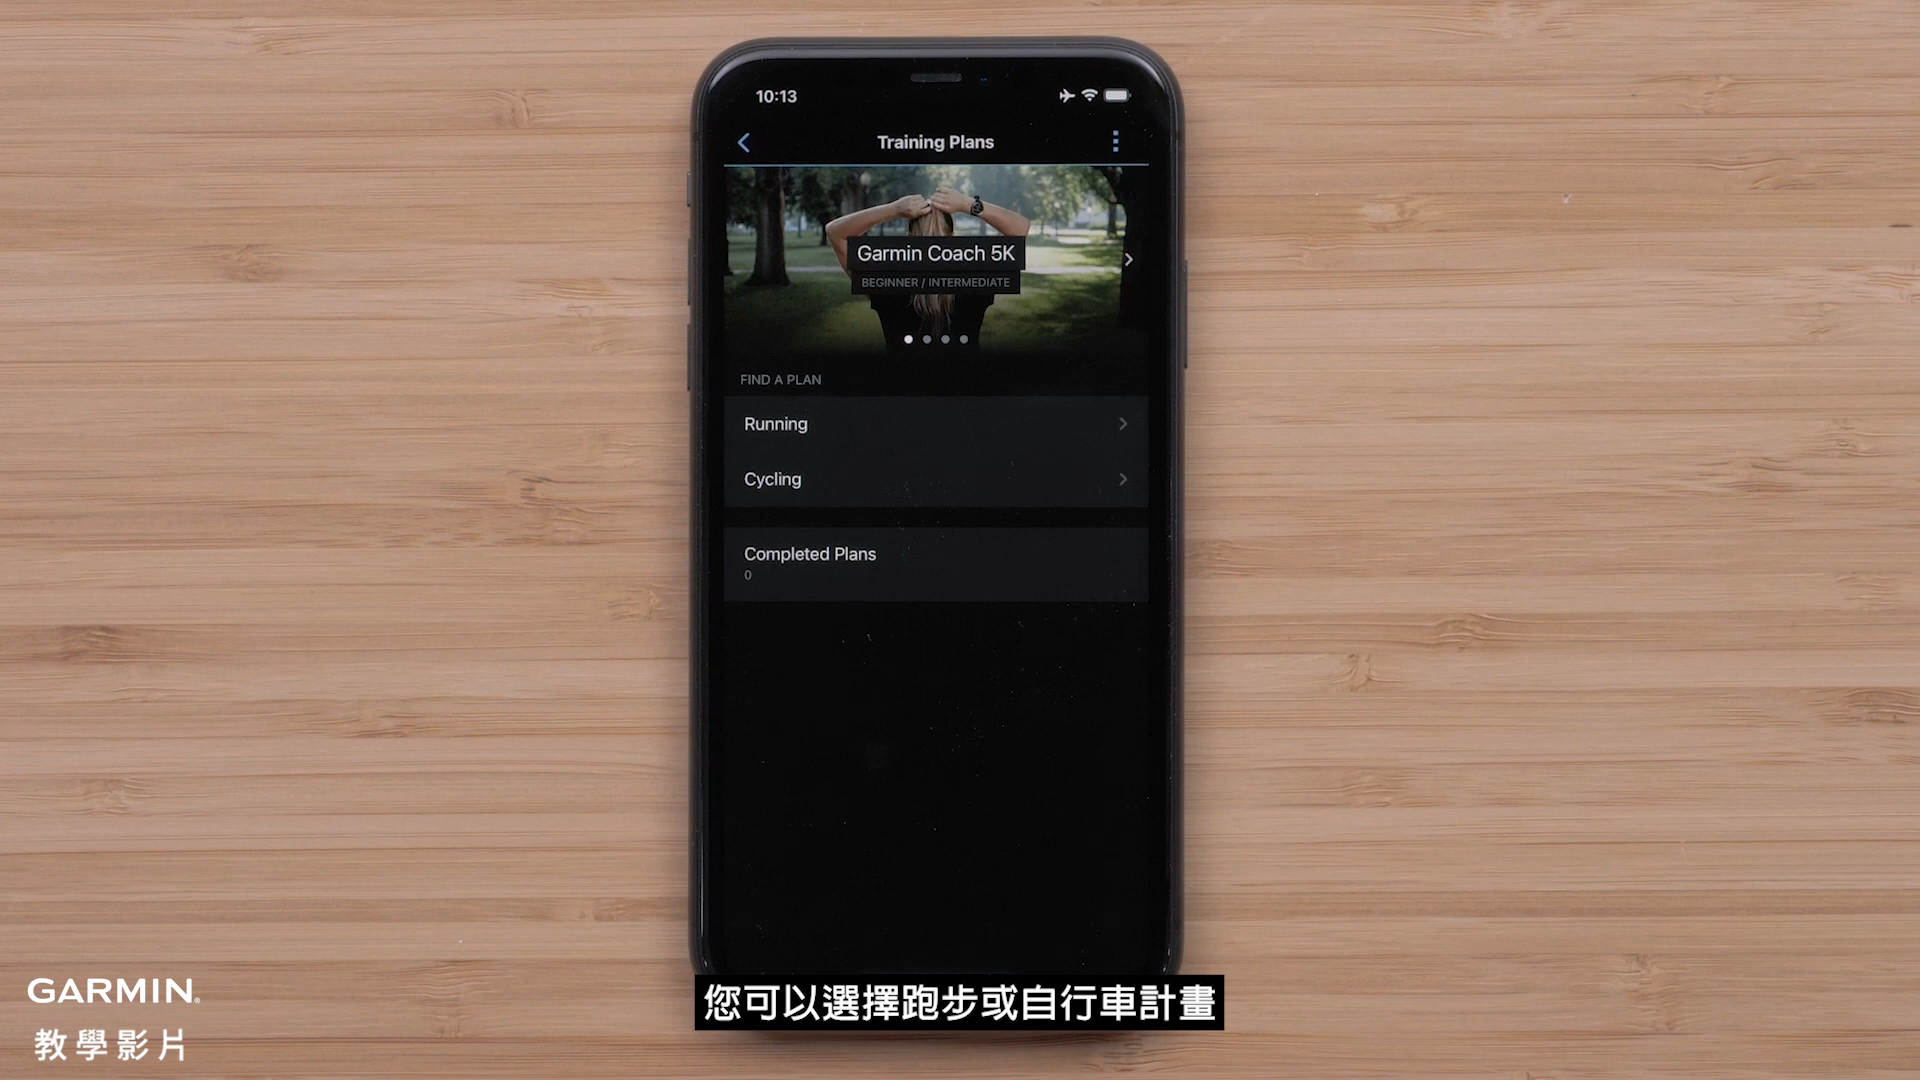 10:13
Training Plans
Garmin Coach 5K
BEGINNER / INTERMEDIATE
FIND A PLAN
Running
Cycling
Completed Plans
0
您可以選擇跑步或自行車計畫
GARMIN®
教學影片